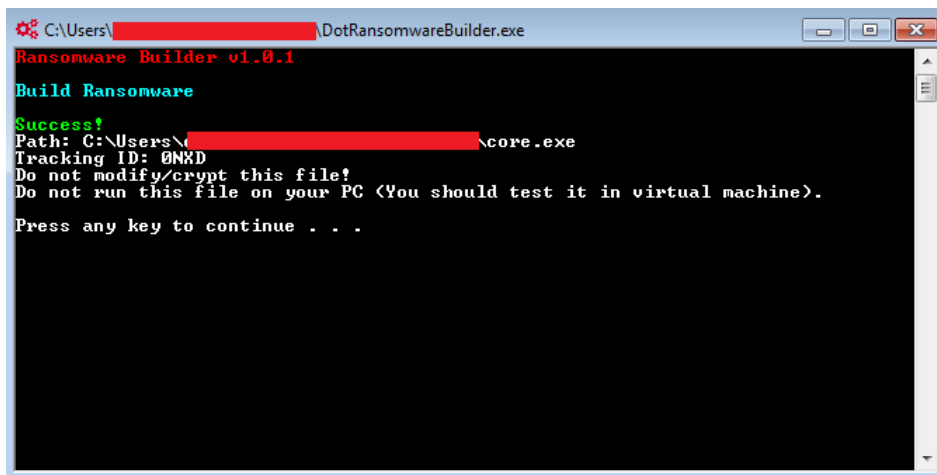 C:\Users\ \DotRansomwareBuilder.exe
Ransomware Builder v1.0.1
Build Ransomware
Success!
Path: C:\Users\ \core.exe
Tracking ID: 0NXD
Do not modify/crypt this file!
Do not run this file on your PC (You should test it in virtual machine).
Press any key to continue . . .